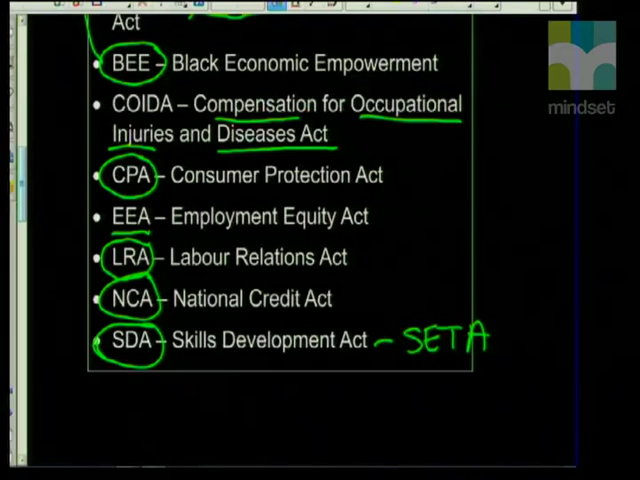 Act
• BEE – Black Economic Empowerment
• COIDA – Compensation for Occupational
Injuries and Diseases Act
• CPA – Consumer Protection Act
• EEA – Employment Equity Act
• LRA – Labour Relations Act
• NCA – National Credit Act
• SDA – Skills Development Act – SETA
mindset